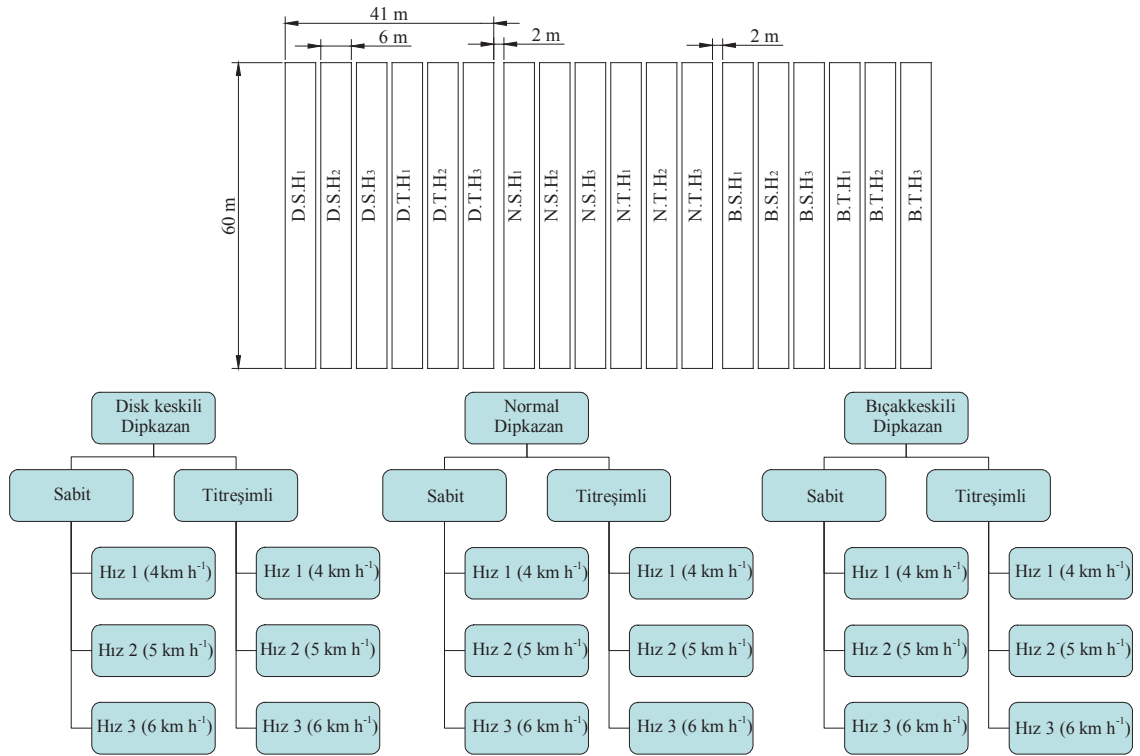 41 m
6 m
2 m
2 m
60 m
D.S.H₁
D.S.H₂
D.S.H₃
D.T.H₁
D.T.H₂
D.T.H₃
N.S.H₁
N.S.H₂
N.S.H₃
N.T.H₁
N.T.H₂
N.T.H₃
B.S.H₁
B.S.H₂
B.S.H₃
B.T.H₁
B.T.H₂
B.T.H₃
Disk keskili
Dipkazan
Normal
Dipkazan
Bıçakkeskili
Dipkazan
Sabit
Titreşimli
Sabit
Titreşimli
Sabit
Titreşimli
Hız 1 (4 km h⁻¹)
Hız 1 (4 km h⁻¹)
Hız 1 (4 km h⁻¹)
Hız 1 (4 km h⁻¹)
Hız 1 (4 km h⁻¹)
Hız 1 (4 km h⁻¹)
Hız 2 (5 km h⁻¹)
Hız 2 (5 km h⁻¹)
Hız 2 (5 km h⁻¹)
Hız 2 (5 km h⁻¹)
Hız 2 (5 km h⁻¹)
Hız 2 (5 km h⁻¹)
Hız 3 (6 km h⁻¹)
Hız 3 (6 km h⁻¹)
Hız 3 (6 km h⁻¹)
Hız 3 (6 km h⁻¹)
Hız 3 (6 km h⁻¹)
Hız 3 (6 km h⁻¹)